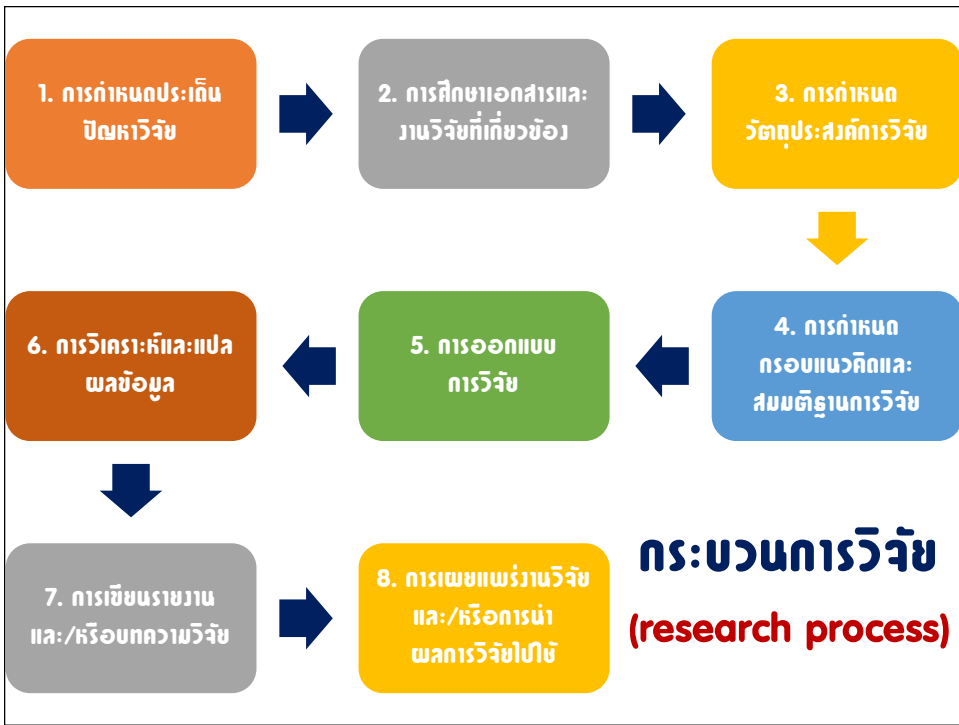 1. การกำหนดประเด็น
ปัญหาวิจัย
2. การศึกษาเอกสารและ
งานวิจัยที่เกี่ยวข้อง
3. การกำหนด
วัตถุประสงค์การวิจัย
4. การกำหนด
กรอบแนวคิดและ
สมมติฐานการวิจัย
5. การออกแบบ
การวิจัย
6. การวิเคราะห์และแปล
ผลข้อมูล
7. การเขียนรายงาน
และ/หรือบทความวิจัย
8. การเผยแพร่งานวิจัย
และ/หรือการนำ
ผลการวิจัยไปใช้
กระบวนการวิจัย
(research process)